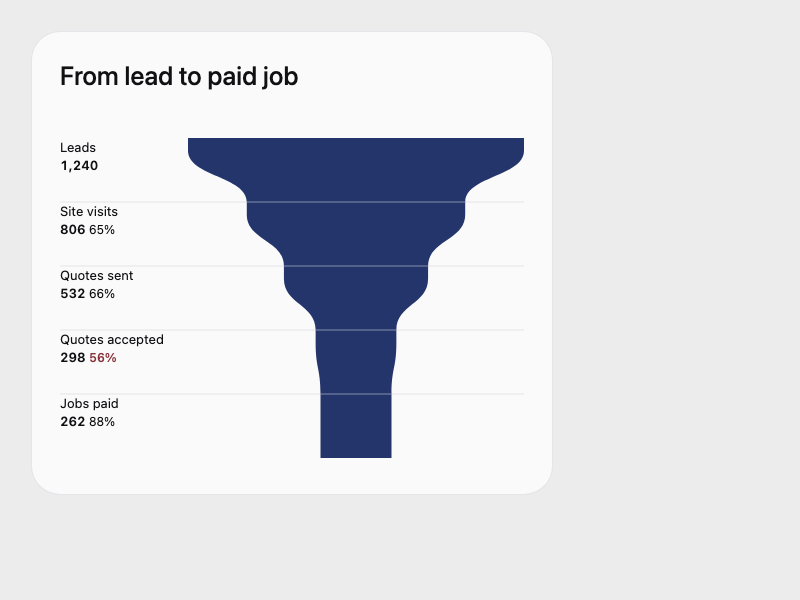 From lead to paid job
Leads
1,240
Site visits
806 65%
Quotes sent
532 66%
Quotes accepted
298 56%
Jobs paid
262 88%